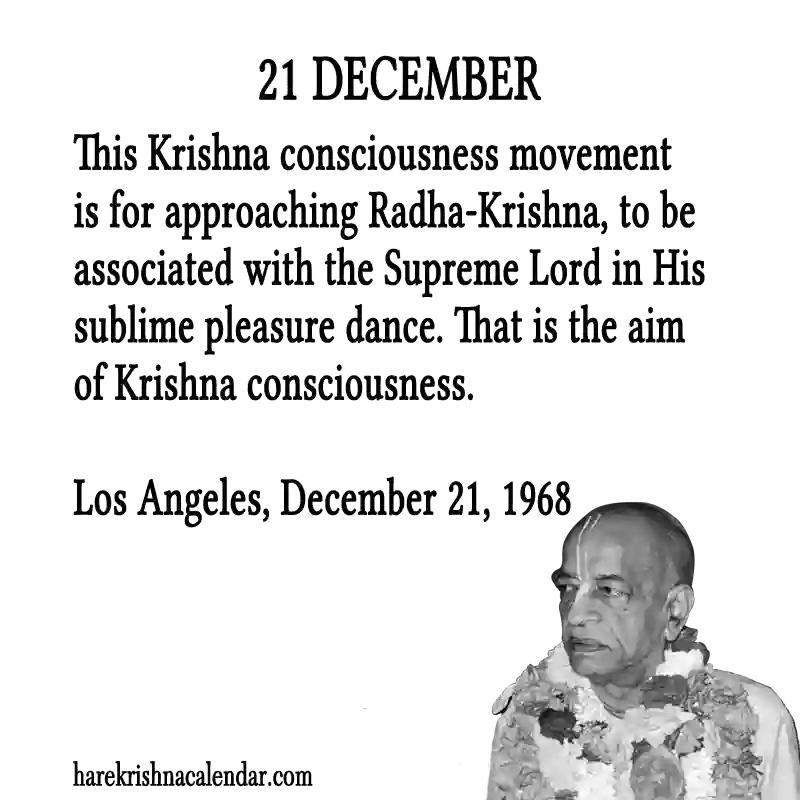 21 DECEMBER
This Krishna consciousness movement
is for approaching Radha-Krishna, to be
associated with the Supreme Lord in His
sublime pleasure dance. That is the aim
of Krishna consciousness.
Los Angeles, December 21, 1968
harekrishnacalendar.com